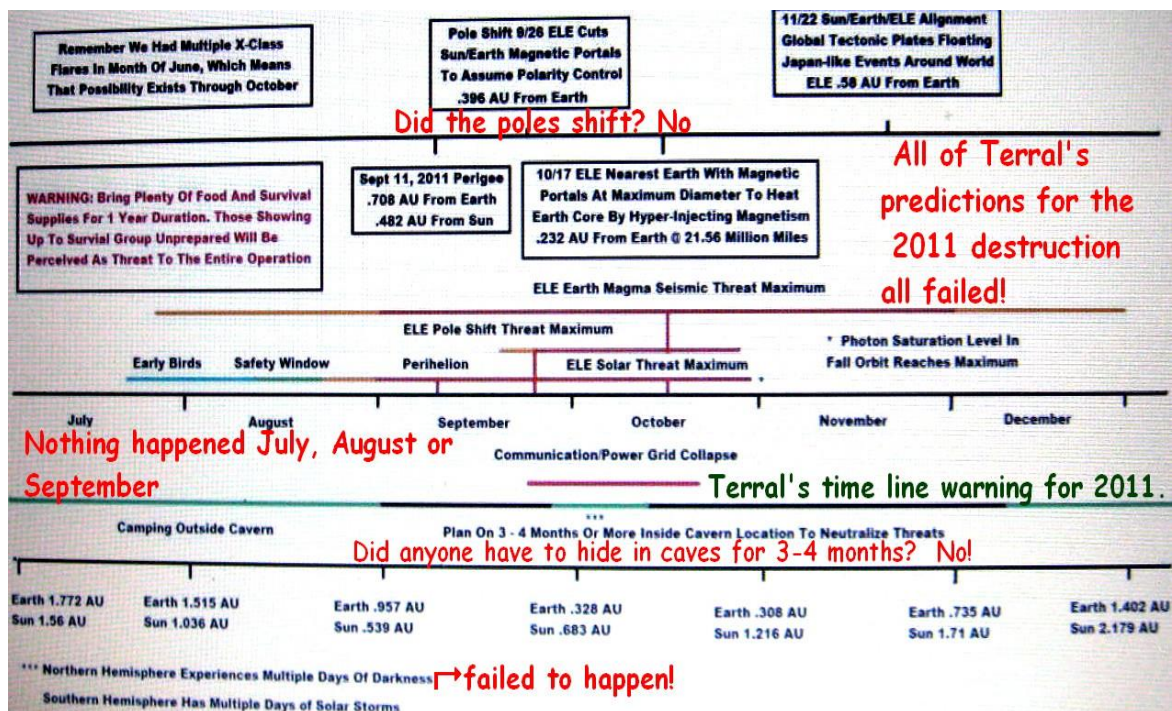 Remember We Had Multiple X-Class
Flares In Month Of June, Which Means
That Possibility Exists Through October
Pole Shift 9/26 ELE Cuts
Sun/Earth Magnetic Portals
To Assume Polarity Control
.396 AU From Earth
11/22 Sun/Earth/ELE Alignment
Global Tectonic Plates Floating
Japan-like Events Around World
ELE .58 AU From Earth
Did the poles shift? No
WARNING: Bring Plenty Of Food And Survival
Supplies For 1 Year Duration. Those Showing
Up To Survial Group Unprepared Will Be
Perceived As Threat To The Entire Operation
Sept 11, 2011 Perigee
.708 AU From Earth
.482 AU From Sun
10/17 ELE Nearest Earth With Magnetic
Portals At Maximum Diameter To Heat
Earth Core By Hyper-Injecting Magnetism
.232 AU From Earth @ 21.56 Million Miles
All of Terral's
predictions for the
2011 destruction
all failed!
ELE Earth Magma Seismic Threat Maximum
ELE Pole Shift Threat Maximum
* Photon Saturation Level In
Fall Orbit Reaches Maximum
Early Birds
Safety Window
Perihelion
ELE Solar Threat Maximum
*
July
August
September
October
November
December
Nothing happened July, August or
September
Communication/Power Grid Collapse
Terral's time line warning for 2011.
***
Camping Outside Cavern
Plan On 3 - 4 Months Or More Inside Cavern Location To Neutralize Threats
Did anyone have to hide in caves for 3-4 months? No!
Earth 1.772 AU
Sun 1.56 AU
Earth 1.515 AU
Sun 1.036 AU
Earth .957 AU
Sun .539 AU
Earth .328 AU
Sun .683 AU
Earth .308 AU
Sun 1.216 AU
Earth .735 AU
Sun 1.71 AU
Earth 1.402 AU
Sun 2.179 AU
*** Northern Hemisphere Experiences Multiple Days Of Darkness
failed to happen!
Southern Hemisphere Has Multiple Days of Solar Storms